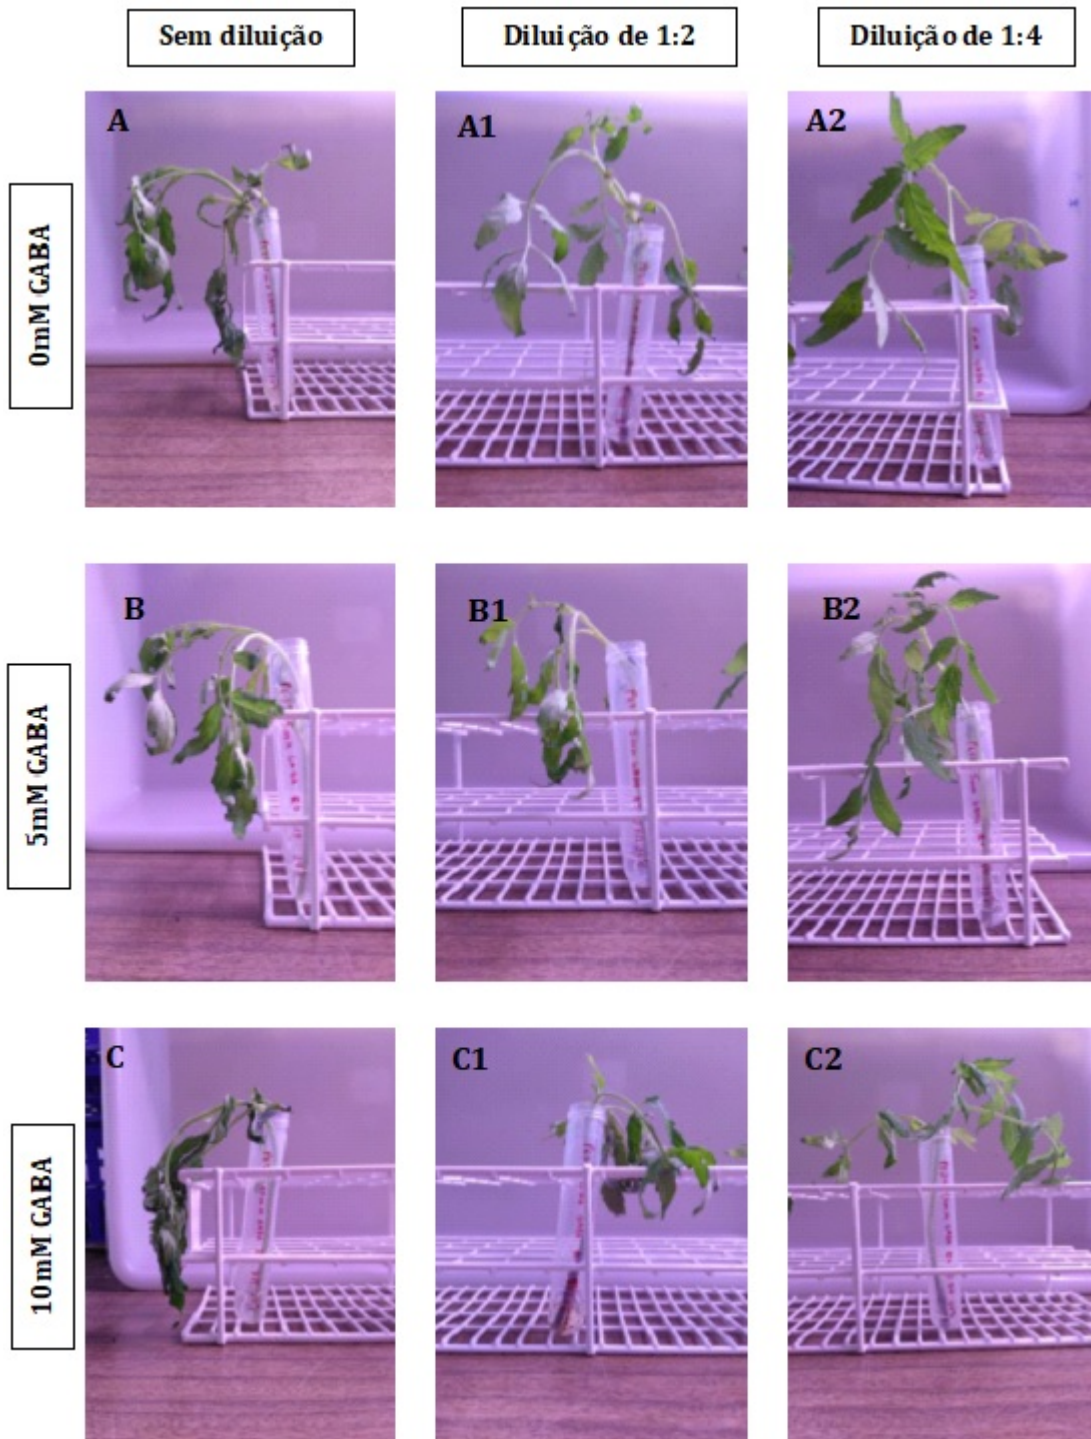 Sem diluição
Diluição de 1:2
Diluição de 1:4
0mM GABA
A
A1
A2
5mM GABA
B
B1
B2
10mM GABA
C
C1
C2